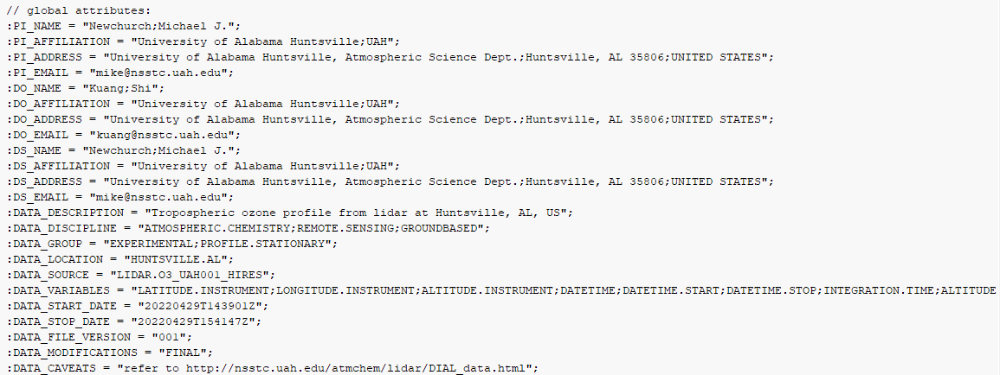 // global attributes:
:PI_NAME = "Newchurch;Michael J.";
:PI_AFFILIATION = "University of Alabama Huntsville;UAH";
:PI_ADDRESS = "University of Alabama Huntsville, Atmospheric Science Dept.;Huntsville, AL 35806;UNITED STATES";
:PI_EMAIL = "mike@nsstc.uah.edu";
:DO_NAME = "Kuang;Shi";
:DO_AFFILIATION = "University of Alabama Huntsville;UAH";
:DO_ADDRESS = "University of Alabama Huntsville, Atmospheric Science Dept.;Huntsville, AL 35806;UNITED STATES";
:DO_EMAIL = "kuang@nsstc.uah.edu";
:DS_NAME = "Newchurch;Michael J.";
:DS_AFFILIATION = "University of Alabama Huntsville;UAH";
:DS_ADDRESS = "University of Alabama Huntsville, Atmospheric Science Dept.;Huntsville, AL 35806;UNITED STATES";
:DS_EMAIL = "mike@nsstc.uah.edu";
:DATA_DESCRIPTION = "Tropospheric ozone profile from lidar at Huntsville, AL, US";
:DATA_DISCIPLINE = "ATMOSPHERIC.CHEMISTRY;REMOTE.SENSING;GROUNDBASED";
:DATA_GROUP = "EXPERIMENTAL;PROFILE.STATIONARY";
:DATA_LOCATION = "HUNTSVILLE.AL";
:DATA_SOURCE = "LIDAR.O3_UAH001_HIRES";
:DATA_VARIABLES = "LATITUDE.INSTRUMENT;LONGITUDE.INSTRUMENT;ALTITUDE.INSTRUMENT;DATETIME;DATETIME.START;DATETIME.STOP;INTEGRATION.TIME;ALTITUDE
:DATA_START_DATE = "20220429T143901Z";
:DATA_STOP_DATE = "20220429T154147Z";
:DATA_FILE_VERSION = "001";
:DATA_MODIFICATIONS = "FINAL";
:DATA_CAVEATS = "refer to http://nsstc.uah.edu/atmchem/lidar/DIAL_data.html";